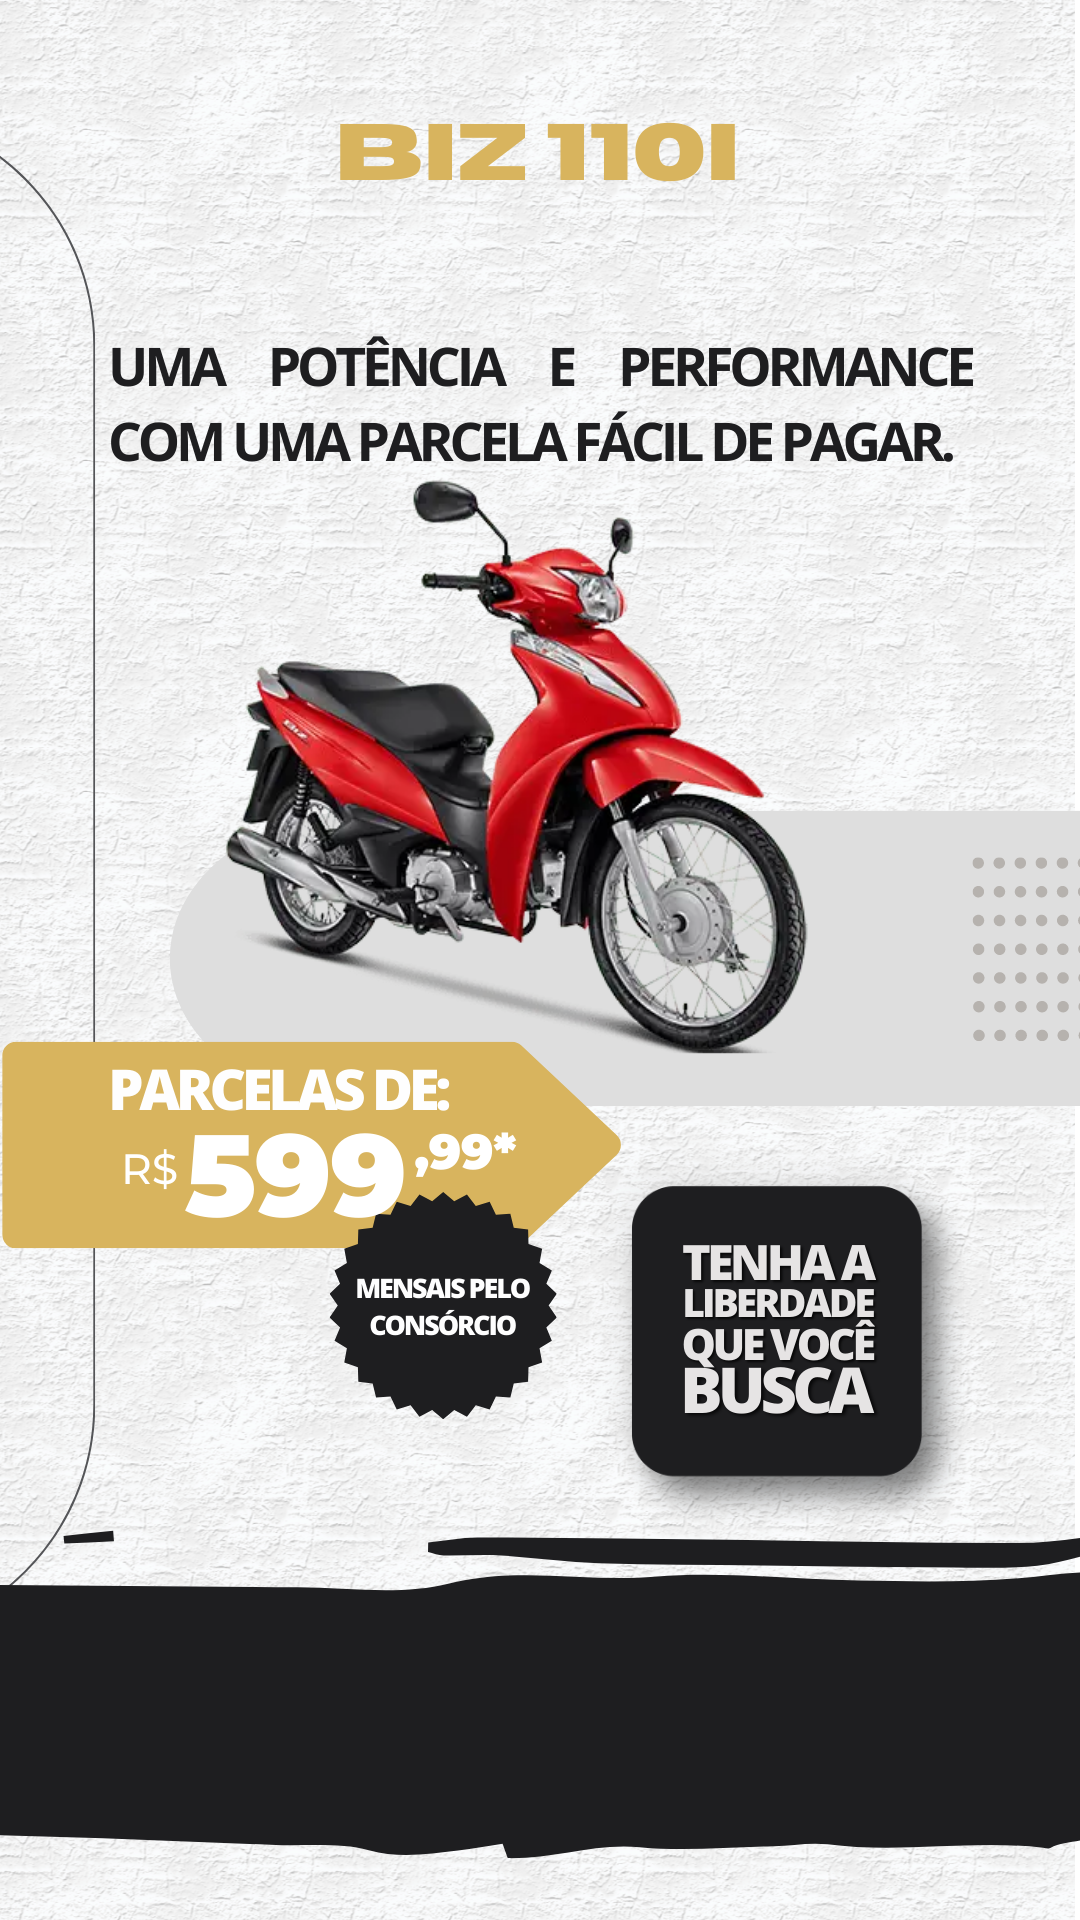 BIZ 110I
UMA POTÊNCIA E PERFORMANCE
COM UMA PARCELA FÁCIL DE PAGAR.
Biz
PARCELAS DE:
R$ 599,99*
MENSAIS PELO
CONSÓRCIO
TENHA A
LIBERDADE
QUE VOCÊ
BUSCA